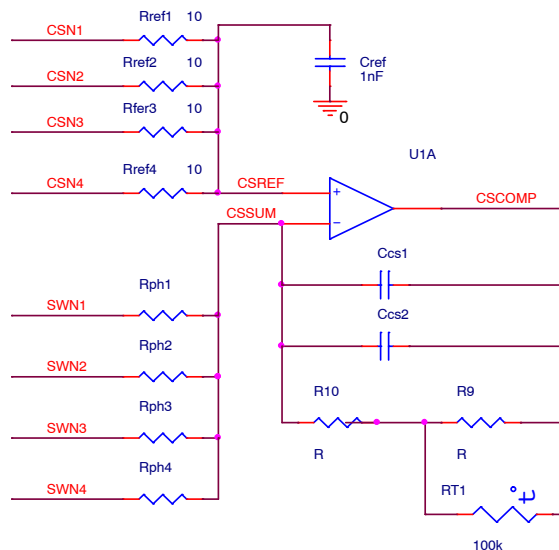 Rref1 10
CSN1
Rref2 10
CSN2
Cref
1nF
Rfer3 10
CSN3
0
U1A
Rref4 10
CSN4
CSREF
+
CSCOMP
CSSUM
−
Ccs1
Rph1
SWN1
Ccs2
Rph2
SWN2
R10
R9
Rph3
SWN3
R
R
Rph4
SWN4
RT1
t°
100k